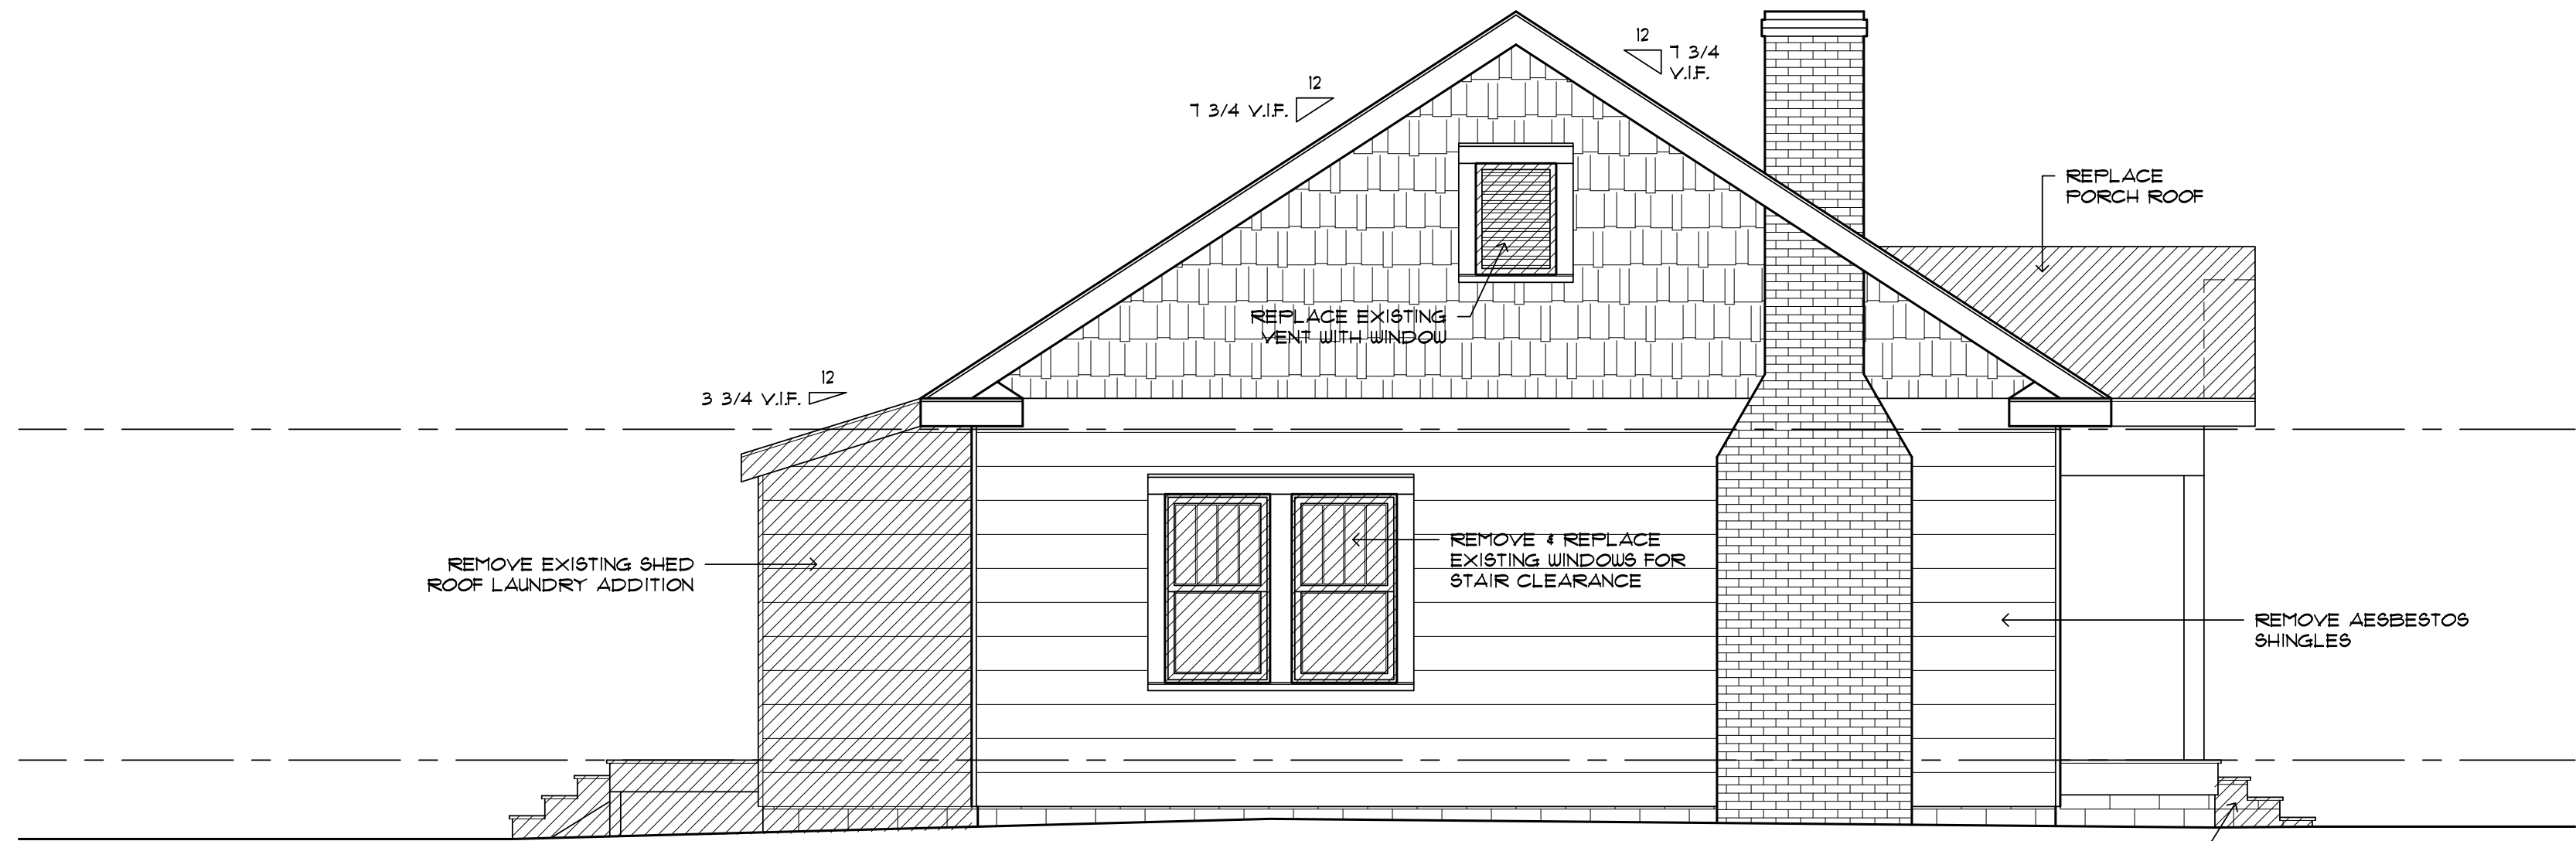 12
7 3/4
V.I.F.
12
7 3/4 V.I.F.
REPLACE
PORCH ROOF
REPLACE EXISTING
VENT WITH WINDOW
12
3 3/4 V.I.F.
REMOVE & REPLACE
EXISTING WINDOWS FOR
STAIR CLEARANCE
REMOVE EXISTING SHED
ROOF LAUNDRY ADDITION
REMOVE AESBESTOS
SHINGLES